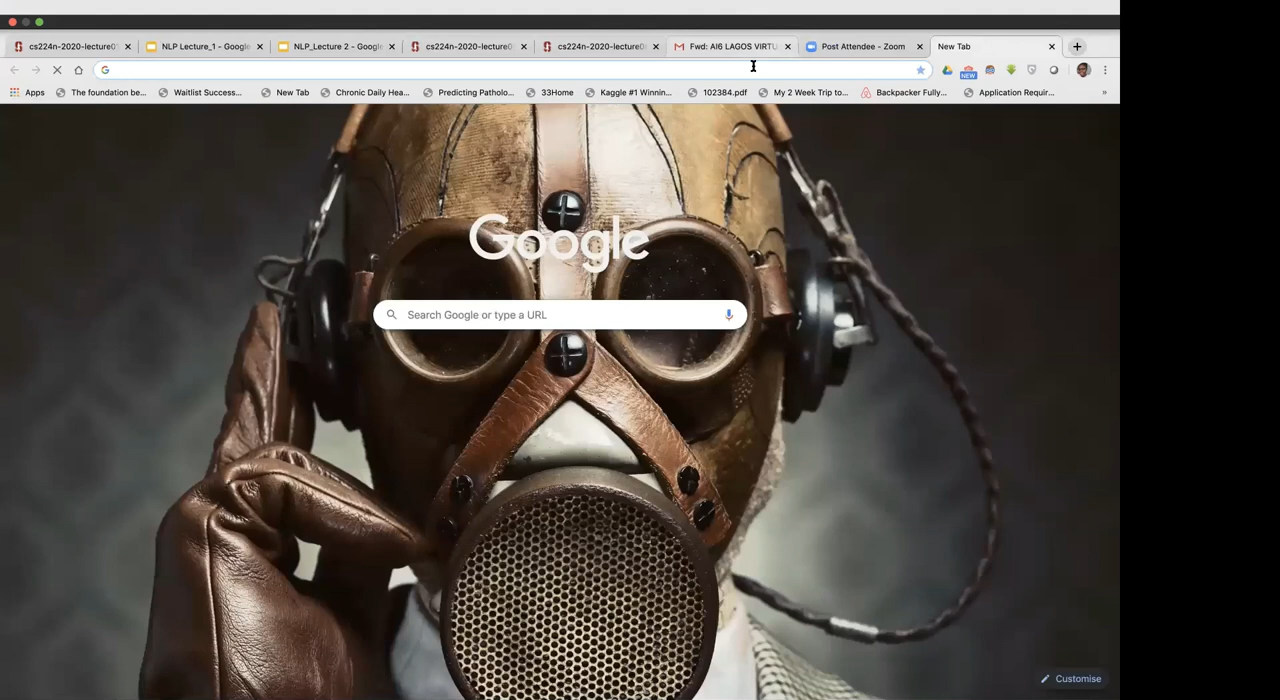 cs224n-2020-lecture0
NLP Lecture_1 - Google
NLP_Lecture 2 - Google
cs224n-2020-lecture0
cs224n-2020-lecture0
Fwd: AI6 LAGOS VIRTU
Post Attendee - Zoom
New Tab
NEW
Apps
The foundation be...
Waitlist Success...
New Tab
Chronic Daily Hea...
Predicting Patholo...
33Home
Kaggle #1 Winnin...
102384.pdf
My 2 Week Trip to...
Backpacker Fully...
Application Requir...
»
Google
Search Google or type a URL
Customise